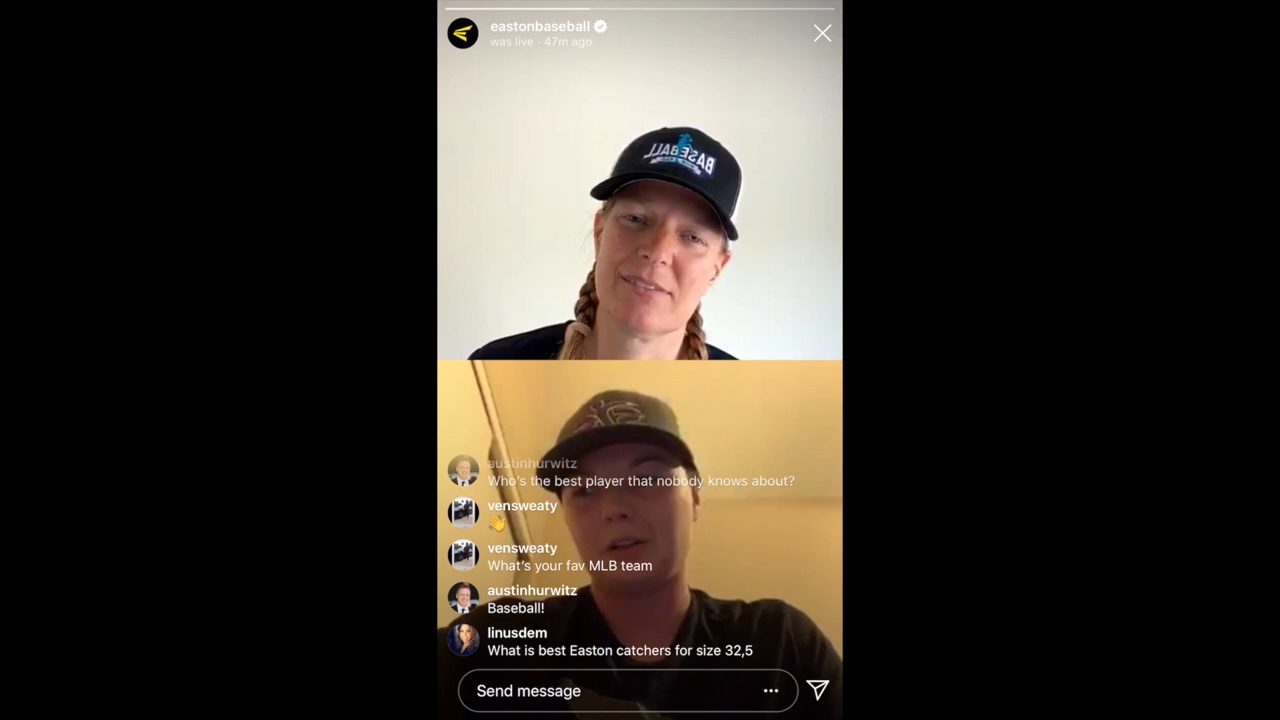 eastonbaseball
was live · 47m ago
BASEBALL
austinhurwitz
Who's the best player that nobody knows about?
vensweaty
👋
vensweaty
What's your fav MLB team
austinhurwitz
Baseball!
linusdem
What is best Easton catchers for size 32,5
Send message